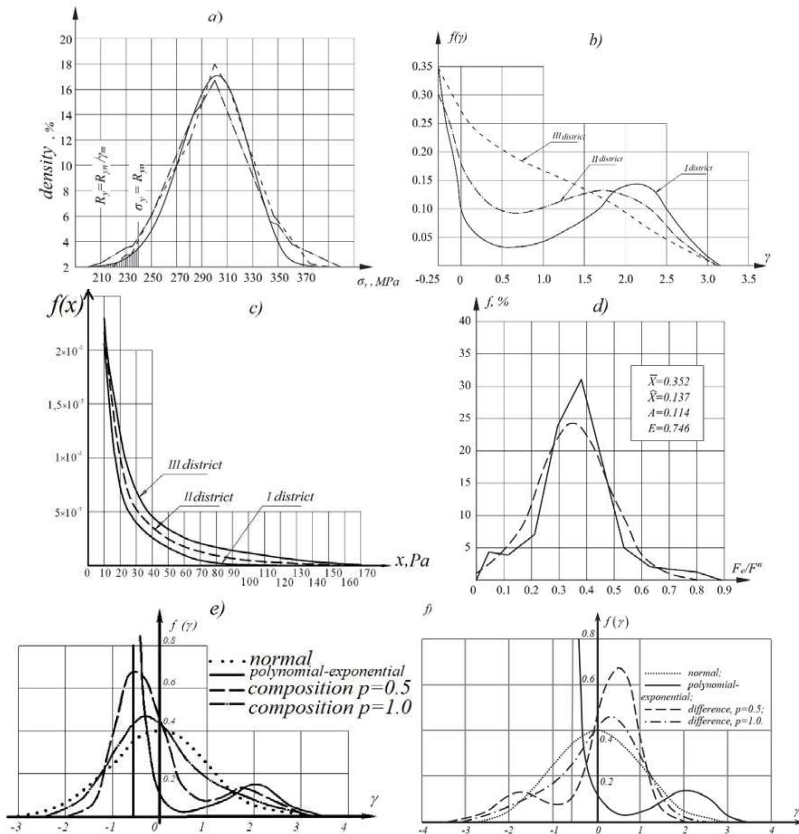 a)
20
18
16
14
12
10
8
6
4
2
density , %
Ry=Ryn/γm
σy = Ryn
210 230 250 270 290 310 330 350 370
σ, , MPa
b)
f(γ)
0.35
0.30
0.25
0.20
0.15
0.10
0.05
III district
II district
I district
-0.25 0 0.5 1.0 1.5 2.0 2.5 3.0 3.5
γ
c)
f(x)
III district
II district
I district
0 10 20 30 40 50 60 70 80 90 110 130 150 170
100 120 140 160
x,Pa
d)
f, %
40
35
30
25
20
15
10
5
X̅=0.352
X̂=0.137
A=0.114
E=0.746
0 0.1 0.2 0.3 0.4 0.5 0.6 0.7 0.8 0.9
e)
f (γ)
0.8
0.6
0.4
0.2
normal
polynomial-exponential
composition p=0.5
composition p=1.0
-3 -2 -1 0 1 2 3 4
γ
f)
f(γ)
0.8
0.6
0.4
0.2
normal;
polynomial-
exponential;
difference, p=0.5;
difference, p=1.0.
-4 -3 -2 -1 0 1 2 3 4
γ